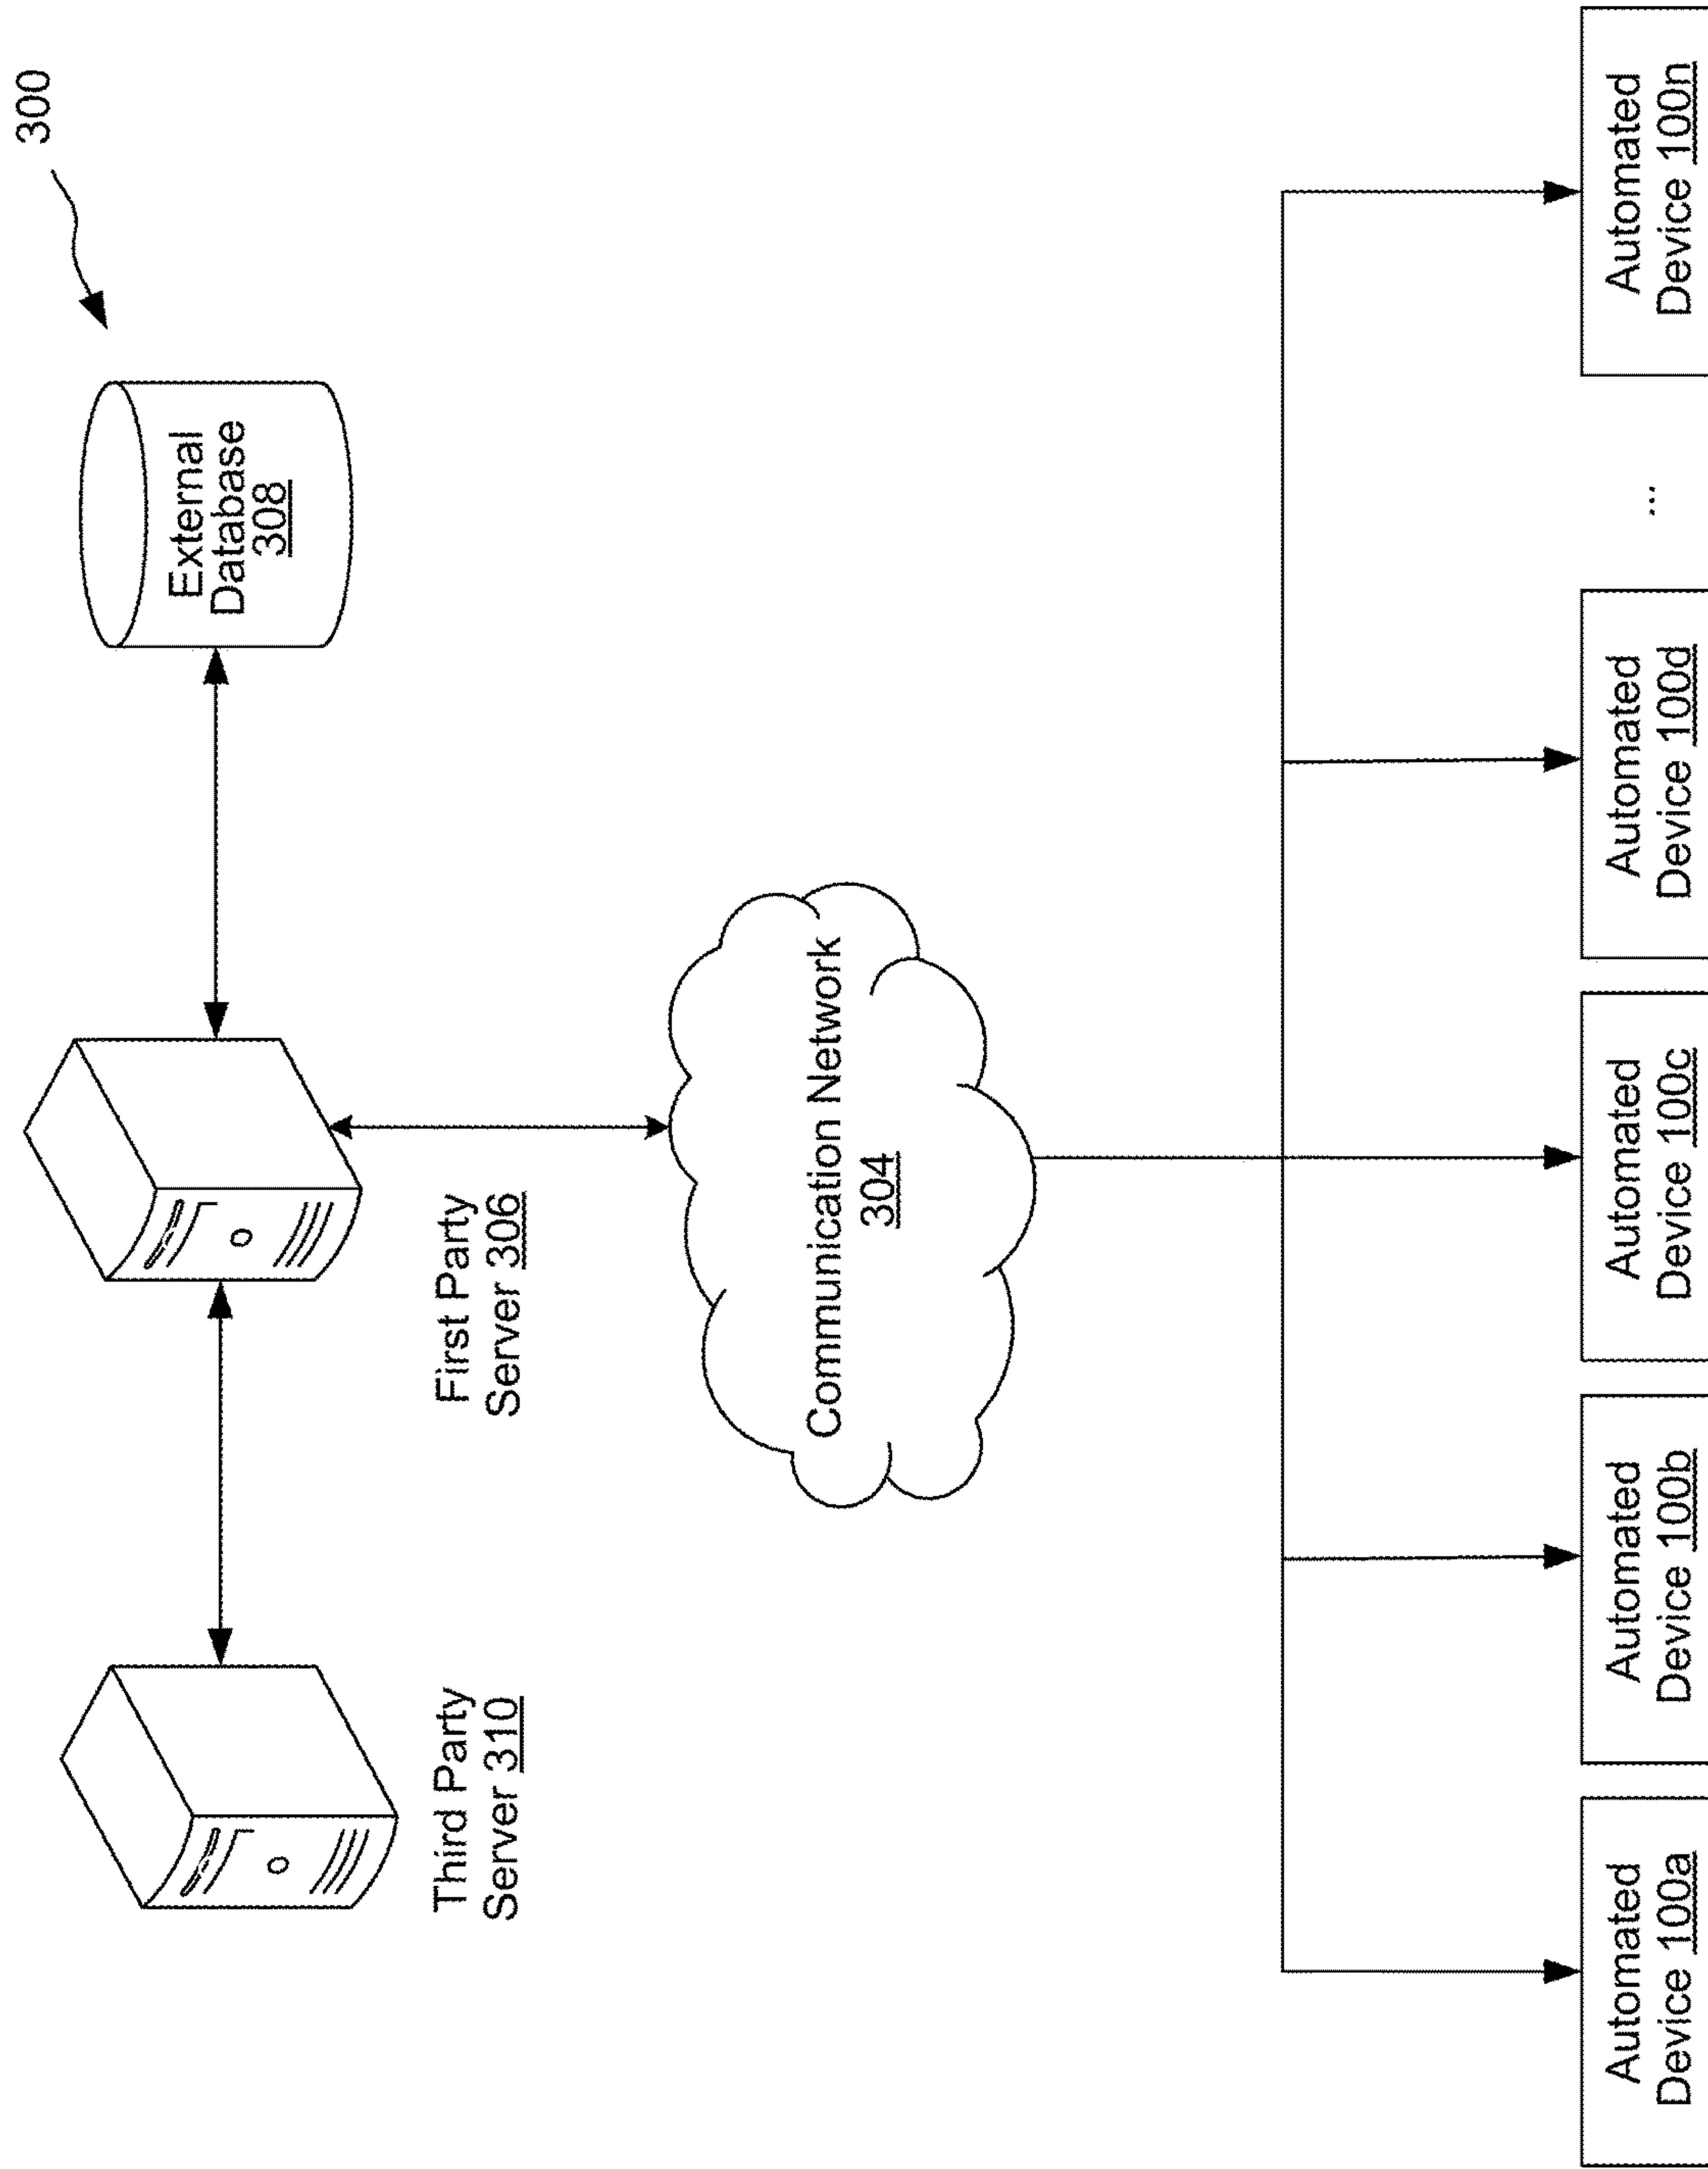 300
External
Database
308
First Party
Server 306
Third Party
Server 310
Communication Network
304
Automated
Device 100a
Automated
Device 100b
Automated
Device 100c
Automated
Device 100d
...
Automated
Device 100n